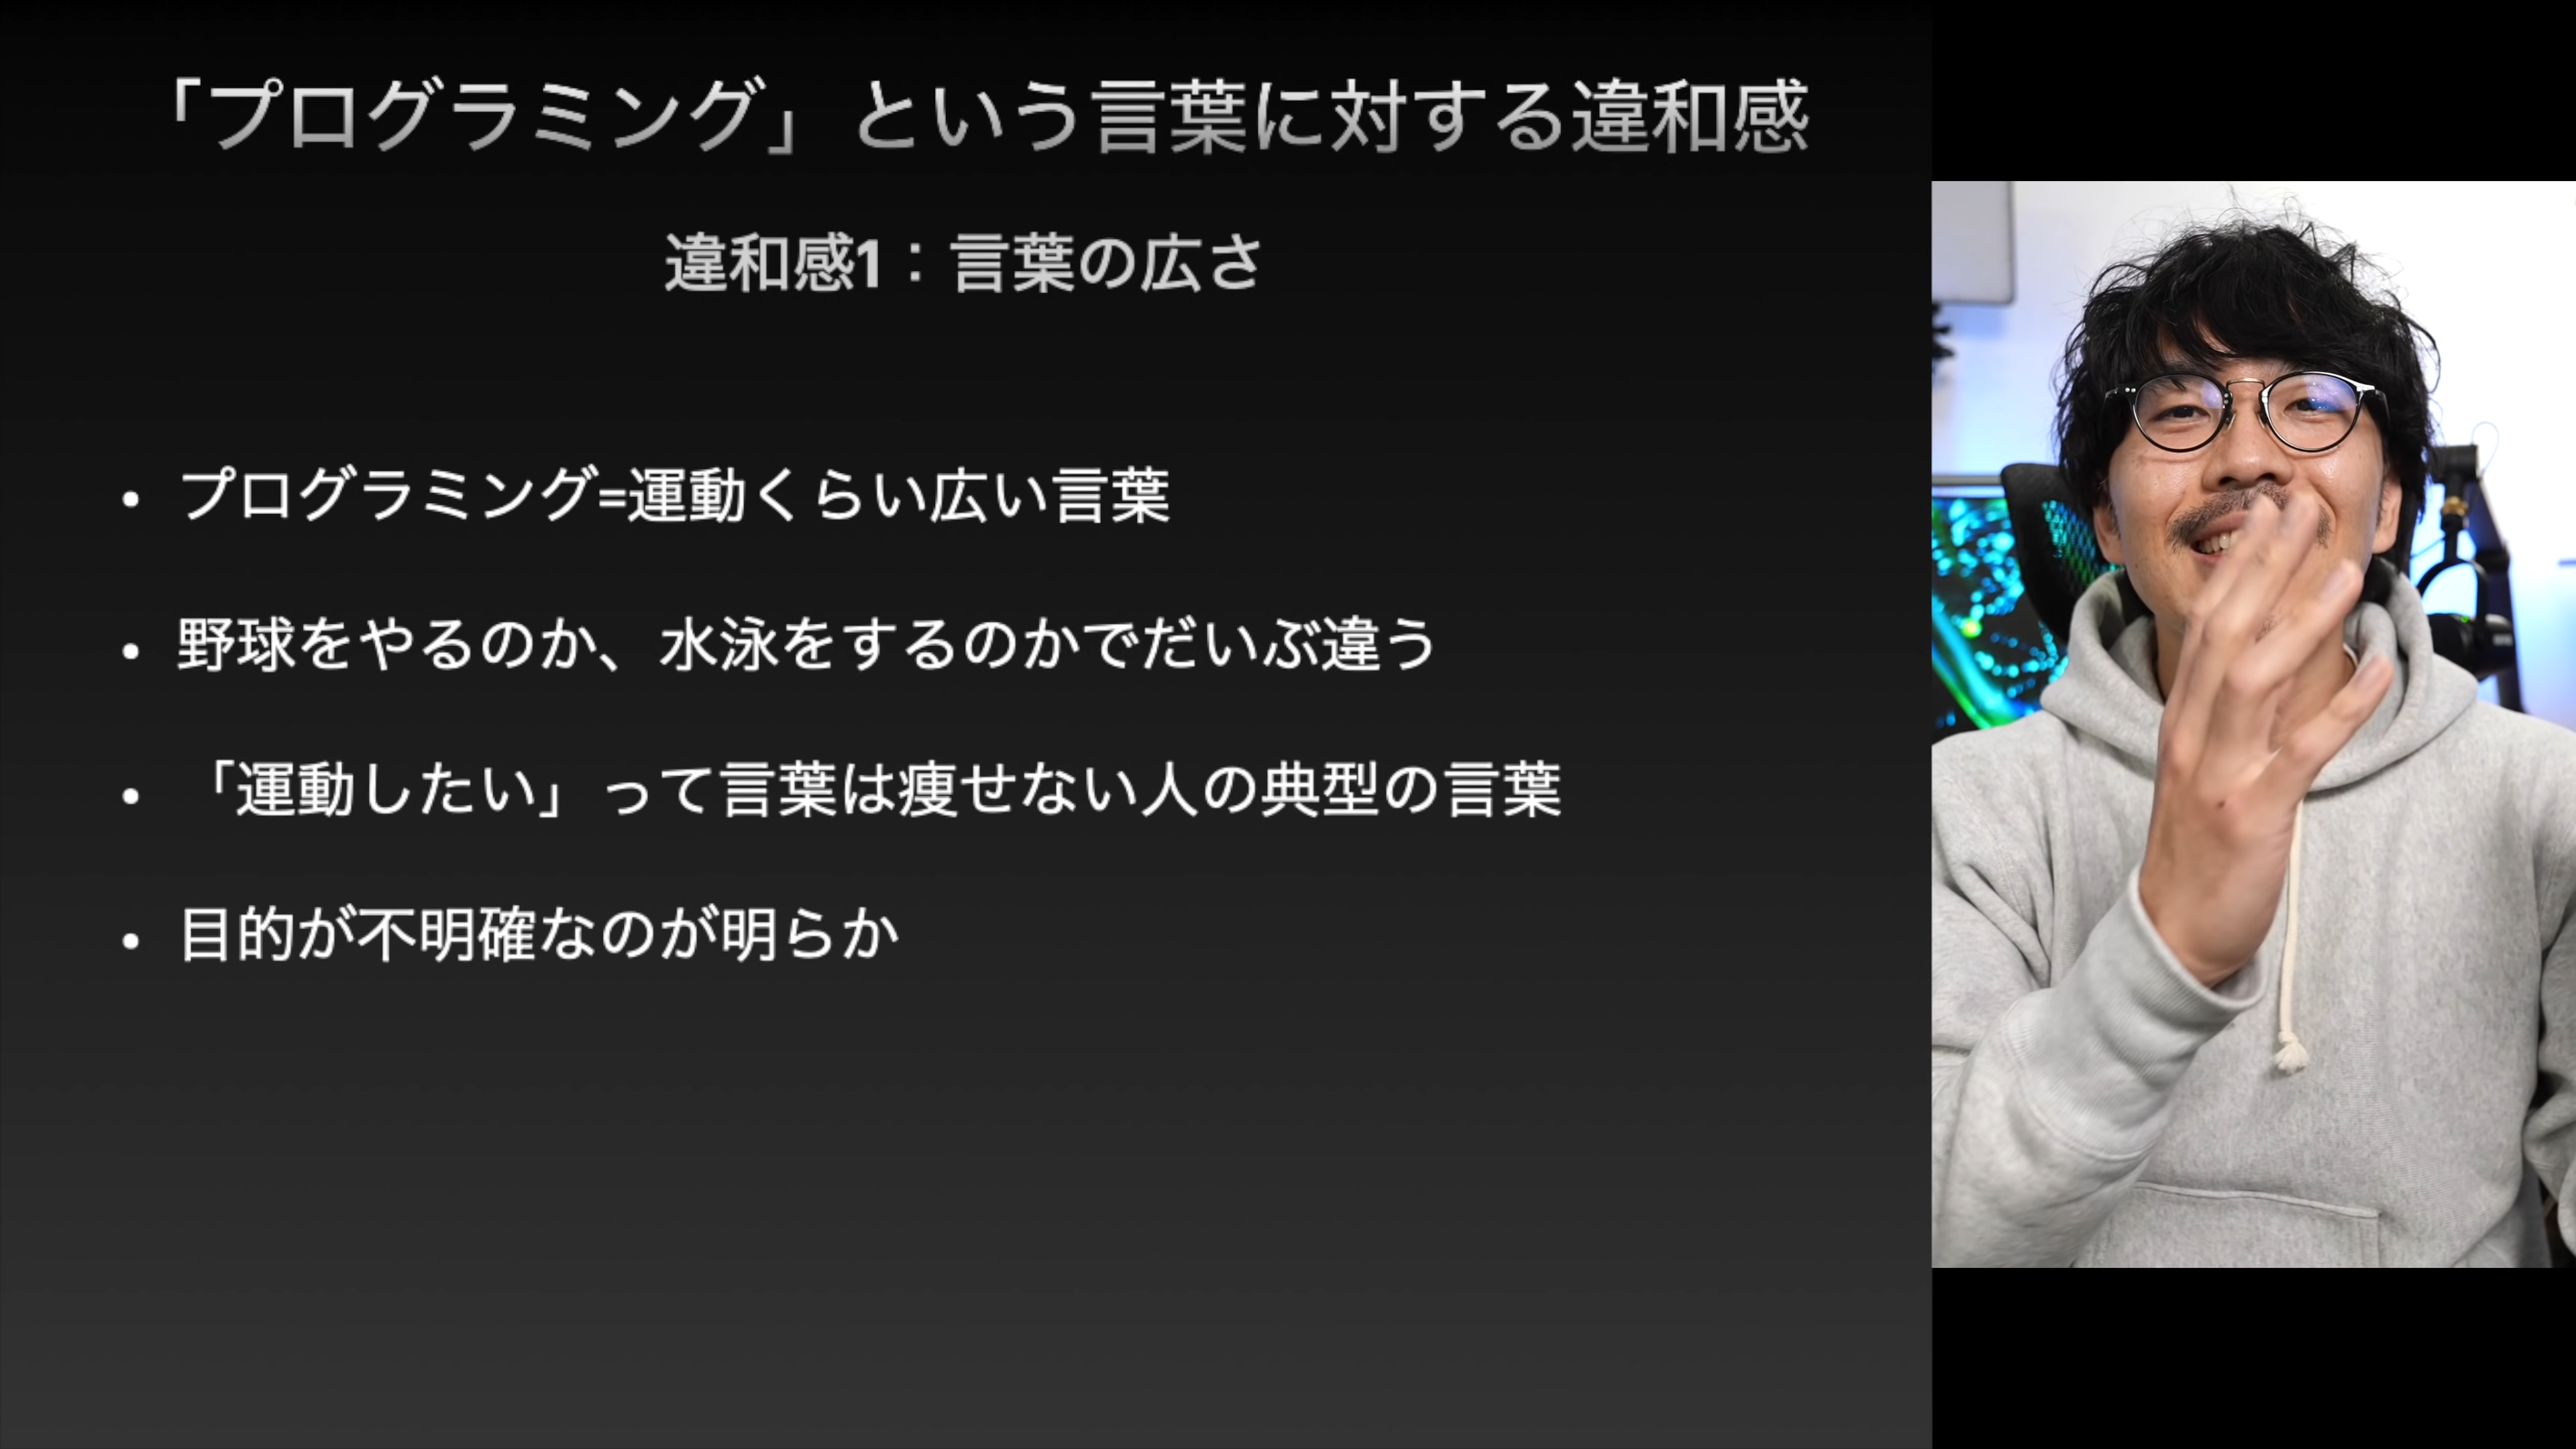 「プログラミング」という言葉に対する違和感
違和感1：言葉の広さ
• プログラミング=運動くらい広い言葉
• 野球をやるのか、水泳をするのかでだいぶ違う
• 「運動したい」って言葉は痩せない人の典型の言葉
• 目的が不明確なのが明らか